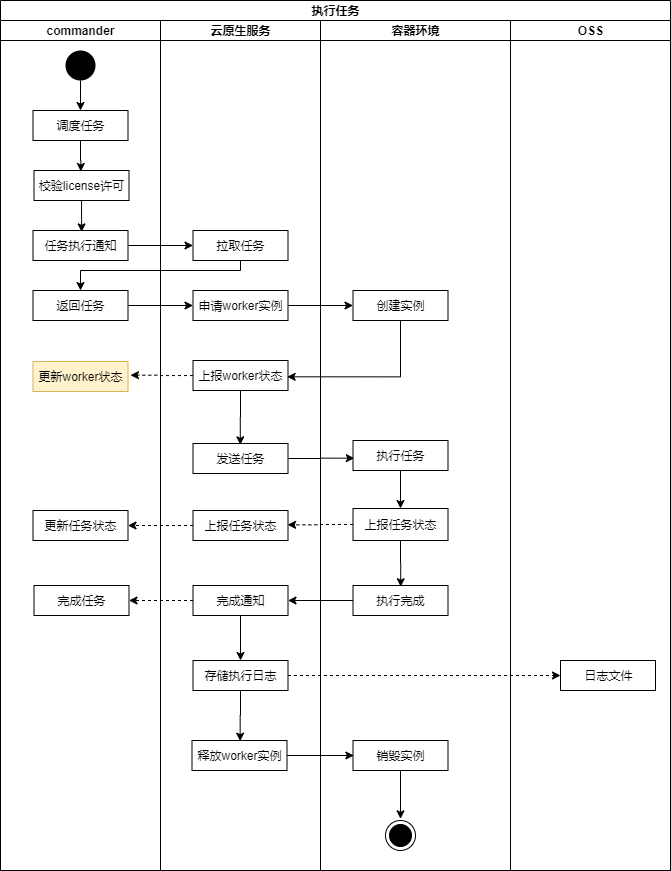 执行任务
commander
云原生服务
容器环境
OSS
调度任务
校验license许可
任务执行通知
拉取任务
返回任务
申请worker实例
创建实例
更新worker状态
上报worker状态
发送任务
执行任务
更新任务状态
上报任务状态
上报任务状态
完成任务
完成通知
执行完成
存储执行日志
日志文件
释放worker实例
销毁实例